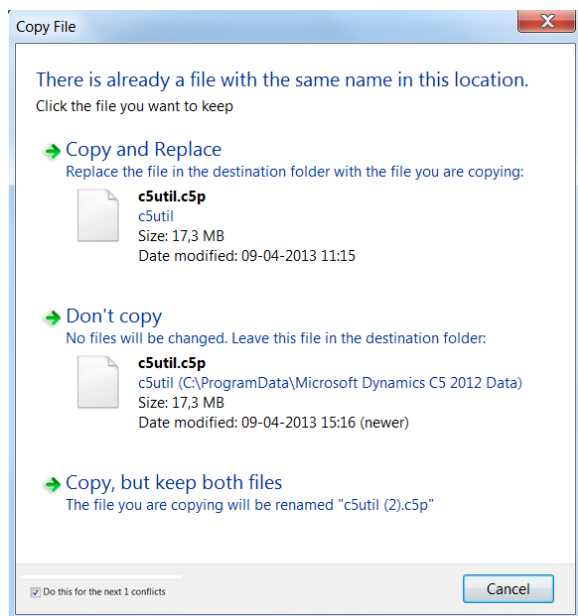 Copy File
There is already a file with the same name in this location.
Click the file you want to keep
Copy and Replace
Replace the file in the destination folder with the file you are copying:
c5util.c5p
c5util
Size: 17,3 MB
Date modified: 09-04-2013 11:15
Don't copy
No files will be changed. Leave this file in the destination folder:
c5util.c5p
c5util (C:\ProgramData\Microsoft Dynamics C5 2012 Data)
Size: 17,3 MB
Date modified: 09-04-2013 15:16 (newer)
Copy, but keep both files
The file you are copying will be renamed "c5util (2).c5p"
Do this for the next 1 conflicts
Cancel